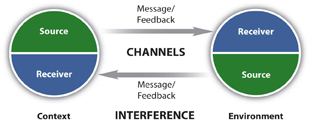 Message/
Feedback
Source
Receiver
CHANNELS
Receiver
Source
Message/
Feedback
Context
INTERFERENCE
Environment